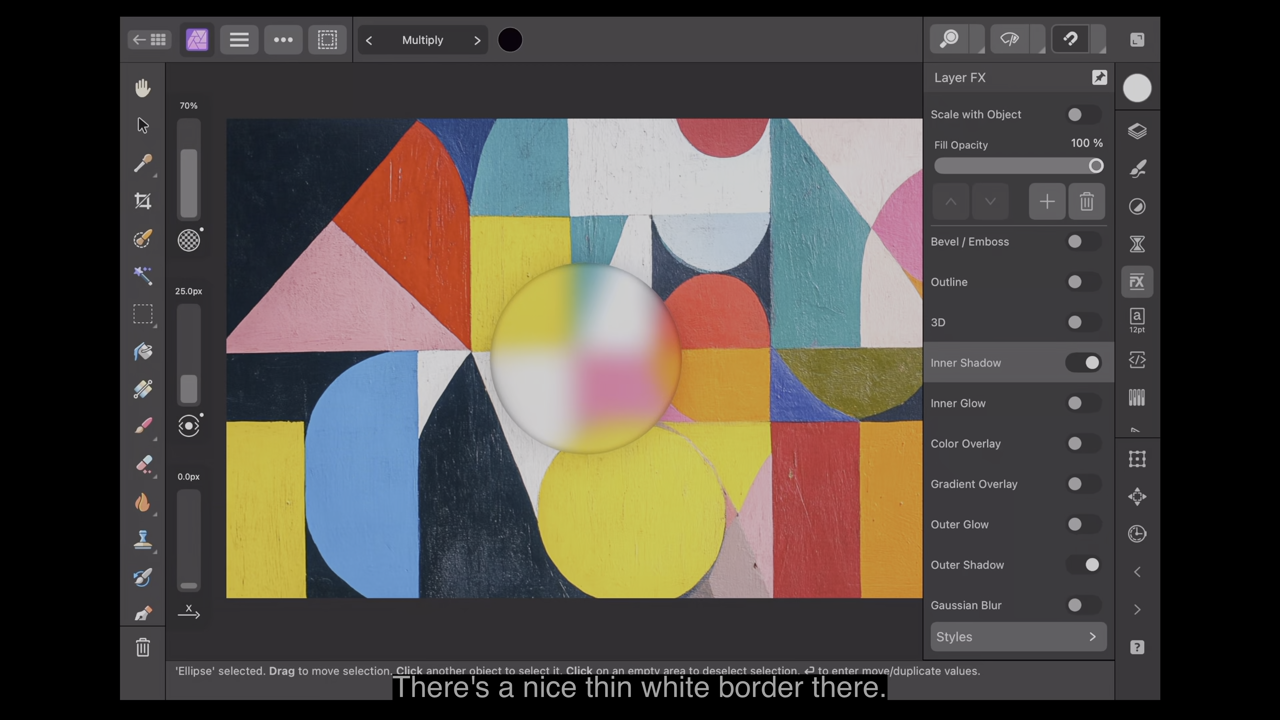 Multiply
Layer FX
70%
Scale with Object
Fill Opacity
100 %
Bevel / Emboss
Outline
25.0px
FX
a
12pt
3D
Inner Shadow
Inner Glow
Color Overlay
0.0px
Gradient Overlay
Outer Glow
Outer Shadow
Gaussian Blur
X
Styles
?
'Ellipse' selected. Drag to move selection. Click another object to select it. Click on an empty area to deselect selection. ↵ to enter move/duplicate values.
There's a nice thin white border there.